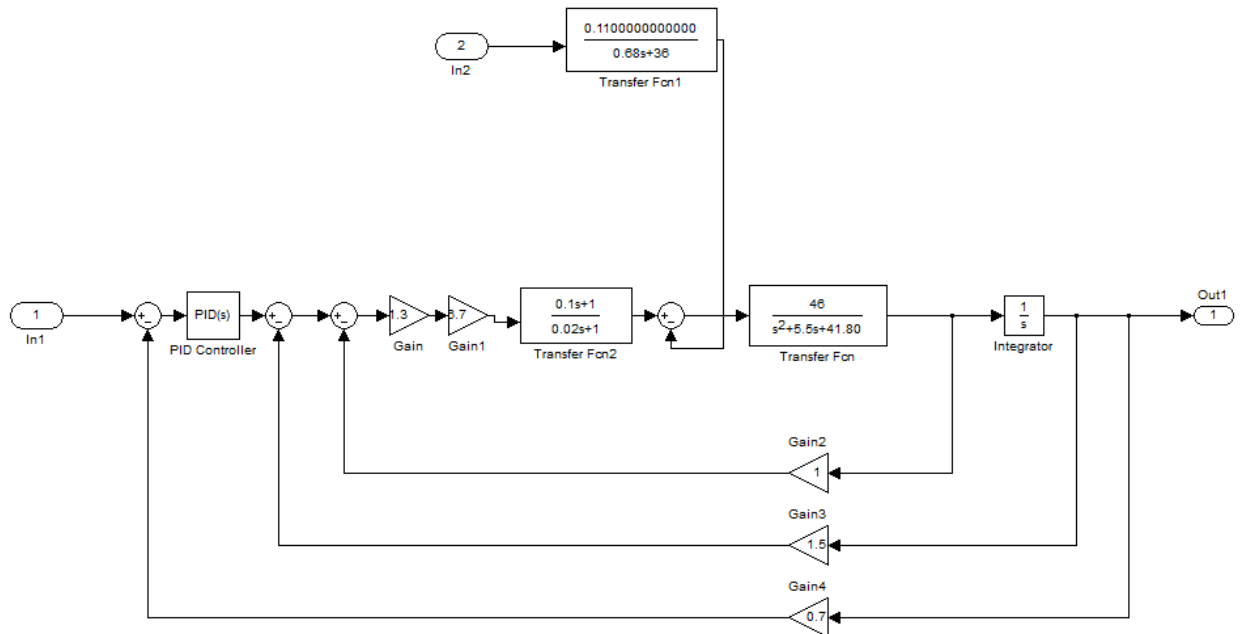 0.1100000000000
0.68s+36
Transfer Fcn1
2
In2
1
In1
+
−
PID(s)
PID Controller
+
−
+
−
1.3
Gain
Gain1
0.1s+1
0.02s+1
Transfer Fcn2
+
−
46
s²+5.5s+41.80
Transfer Fcn
1
s
Integrator
Out1
1
Gain2
1
Gain3
1.5
Gain4
0.7